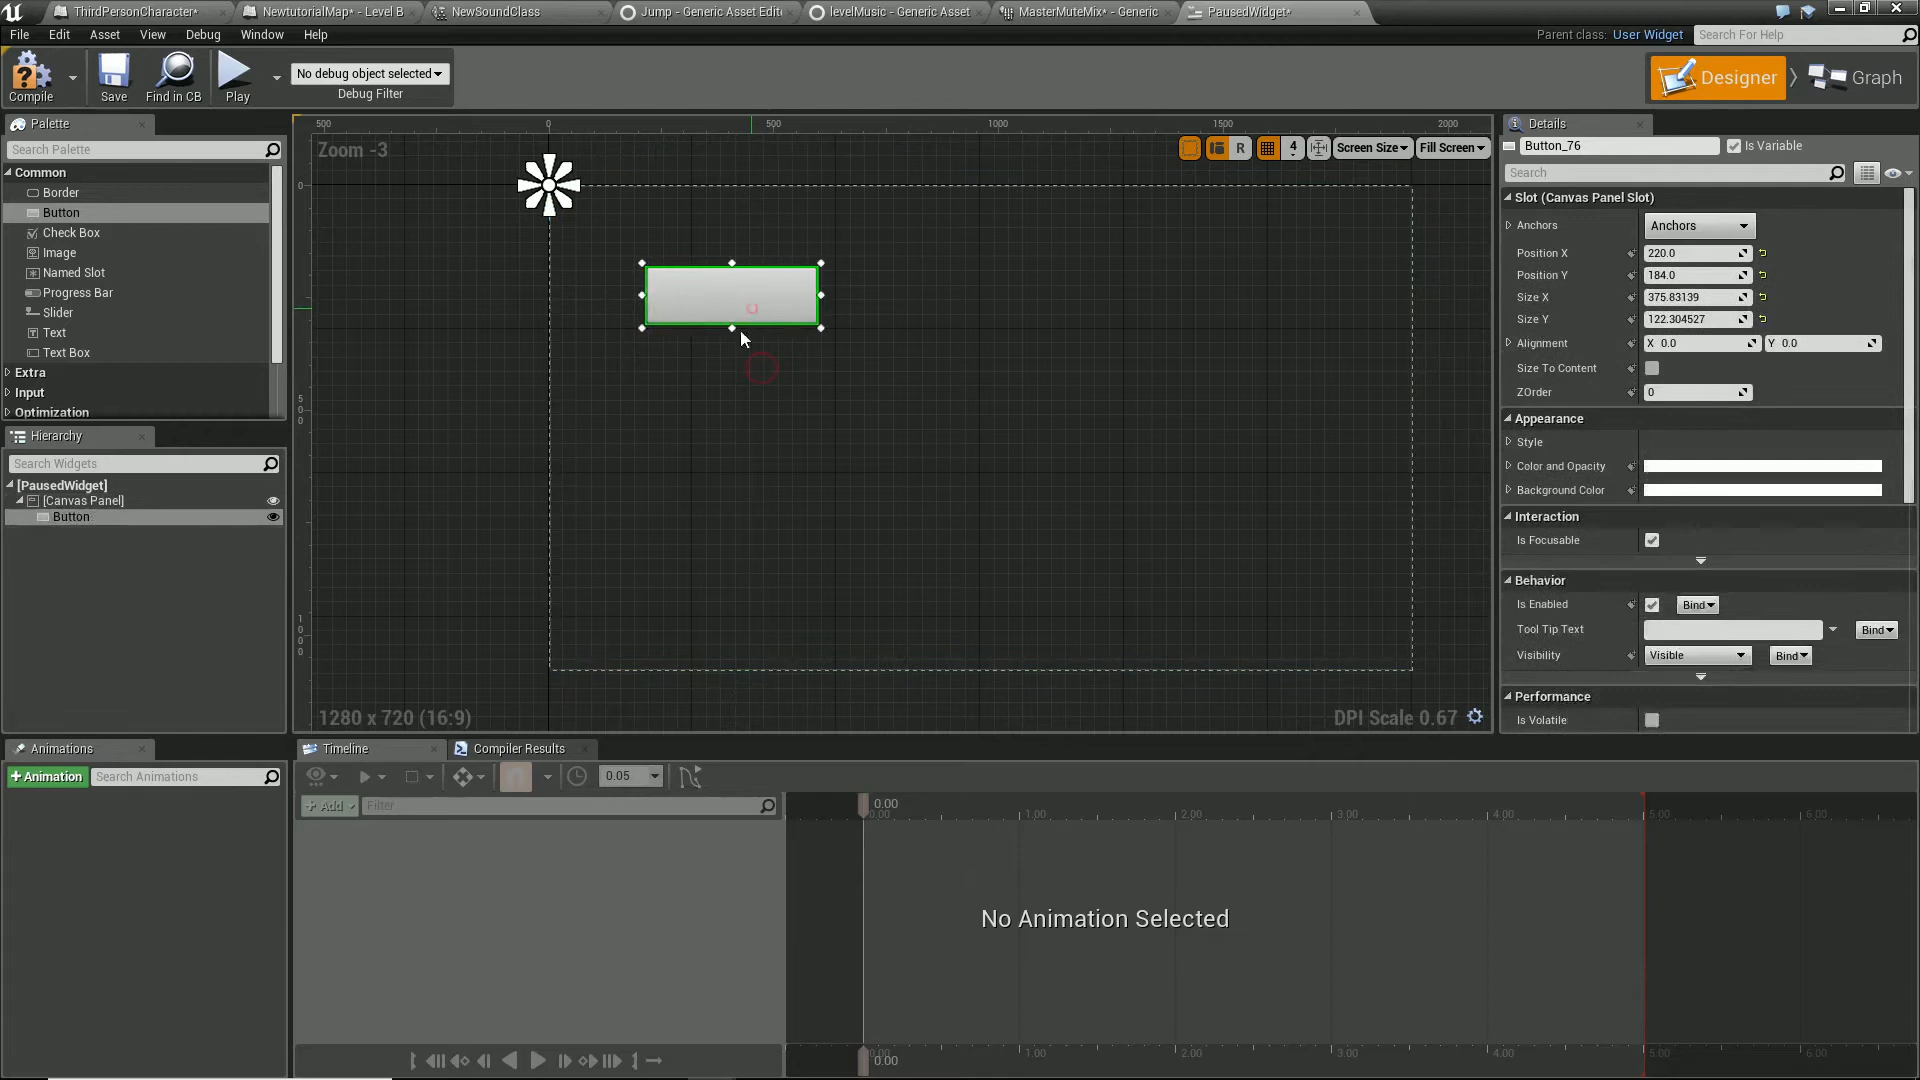 ThirdPersonCharacter*
NewtutorialMap* - Level B
NewSoundClass
Jump - Generic Asset Edit
levelMusic - Generic Asset
MasterMuteMix* - Generic
PausedWidget*
File Edit Asset View Debug Window Help
Parent class: User Widget
Search For Help
Compile
Save
Find in CB
Play
No debug object selected
Debug Filter
Designer
Graph
Palette
Search Palette
Common
Border
Button
Check Box
Image
Named Slot
Progress Bar
Slider
Text
Text Box
Extra
Input
Optimization
Hierarchy
Search Widgets
[PausedWidget]
[Canvas Panel]
Button
500 0 500 1000 1500 2000
Zoom -3
R
4
Screen Size
Fill Screen
0
500
1000
1280 x 720 (16:9)
DPI Scale 0.67
Details
Button_76
Is Variable
Search
Slot (Canvas Panel Slot)
Anchors Anchors
Position X 220.0
Position Y 184.0
Size X 375.83139
Size Y 122.304527
Alignment X 0.0 Y 0.0
Size To Content
ZOrder 0
Appearance
Style
Color and Opacity
Background Color
Interaction
Is Focusable
Behavior
Is Enabled Bind
Tool Tip Text Bind
Visibility Visible Bind
Performance
Is Volatile
Animations
+Animation
Search Animations
Timeline
Compiler Results
0.05
+ Add
Filter
0.00
0.00 1.00 2.00 3.00 4.00 5.00 6.00
No Animation Selected
0.00 1.00 2.00 3.00 4.00 5.00 6.00
0.00